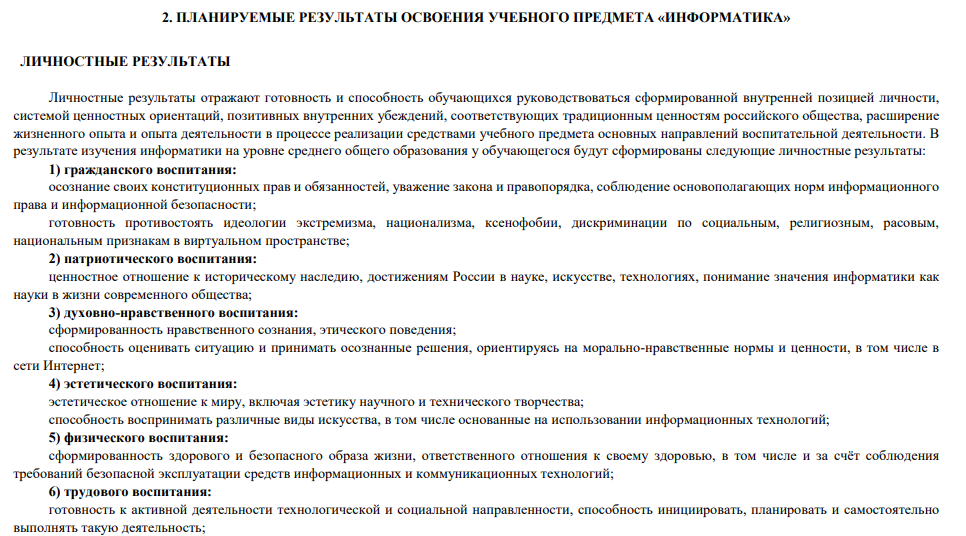 2. ПЛАНИРУЕМЫЕ РЕЗУЛЬТАТЫ ОСВОЕНИЯ УЧЕБНОГО ПРЕДМЕТА «ИНФОРМАТИКА»
ЛИЧНОСТНЫЕ РЕЗУЛЬТАТЫ
Личностные результаты отражают готовность и способность обучающихся руководствоваться сформированной внутренней позицией личности,
системой ценностных ориентаций, позитивных внутренних убеждений, соответствующих традиционным ценностям российского общества, расширение
жизненного опыта и опыта деятельности в процессе реализации средствами учебного предмета основных направлений воспитательной деятельности. В
результате изучения информатики на уровне среднего общего образования у обучающегося будут сформированы следующие личностные результаты:
1) гражданского воспитания:
осознание своих конституционных прав и обязанностей, уважение закона и правопорядка, соблюдение основополагающих норм информационного
права и информационной безопасности;
готовность противостоять идеологии экстремизма, национализма, ксенофобии, дискриминации по социальным, религиозным, расовым,
национальным признакам в виртуальном пространстве;
2) патриотического воспитания:
ценностное отношение к историческому наследию, достижениям России в науке, искусстве, технологиях, понимание значения информатики как
науки в жизни современного общества;
3) духовно-нравственного воспитания:
сформированность нравственного сознания, этического поведения;
способность оценивать ситуацию и принимать осознанные решения, ориентируясь на морально-нравственные нормы и ценности, в том числе в
сети Интернет;
4) эстетического воспитания:
эстетическое отношение к миру, включая эстетику научного и технического творчества;
способность воспринимать различные виды искусства, в том числе основанные на использовании информационных технологий;
5) физического воспитания:
сформированность здорового и безопасного образа жизни, ответственного отношения к своему здоровью, в том числе и за счёт соблюдения
требований безопасной эксплуатации средств информационных и коммуникационных технологий;
6) трудового воспитания:
готовность к активной деятельности технологической и социальной направленности, способность инициировать, планировать и самостоятельно
выполнять такую деятельность;